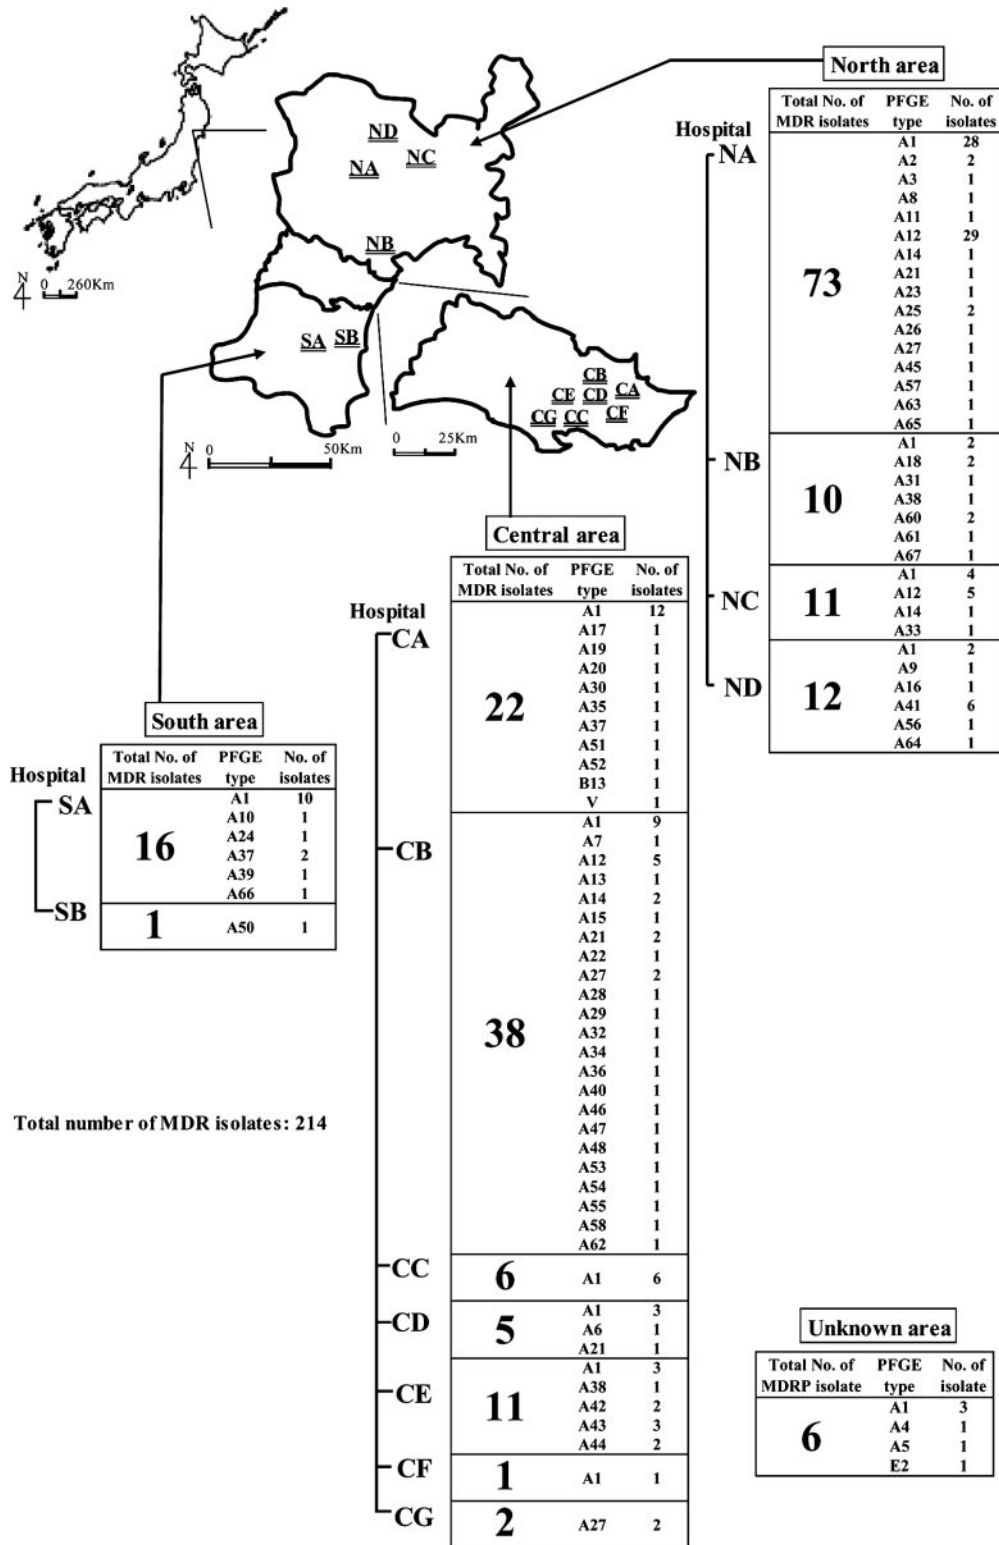 North area
Total No. of MDR isolates PFGE type No. of isolates
Hospital
NA
73
A1 28
A2 2
A3 1
A8 1
A11 1
A12 29
A14 1
A21 1
A23 1
A25 2
A26 1
A27 1
A45 1
A57 1
A63 1
A65 1
NB
10
A1 2
A18 2
A31 1
A38 1
A60 2
A61 1
A67 1
NC
11
A1 4
A12 5
A14 1
A33 1
ND
12
A1 2
A9 1
A16 1
A41 6
A56 1
A64 1
ND
NA NC
NB
SA SB
CB
CE CD CA
CG CC CF
N
0 260Km
N
0 50Km
0 25Km
Central area
Total No. of MDR isolates PFGE type No. of isolates
Hospital
CA
22
A1 12
A17 1
A19 1
A20 1
A30 1
A35 1
A37 1
A51 1
A52 1
B13 1
V 1
CB
38
A1 9
A7 1
A12 5
A13 1
A14 2
A15 1
A21 2
A22 1
A27 2
A28 1
A29 1
A32 1
A34 1
A36 1
A40 1
A46 1
A47 1
A48 1
A53 1
A54 1
A55 1
A58 1
A62 1
CC
6
A1 6
CD
5
A1 3
A6 1
A21 1
CE
11
A1 3
A38 1
A42 2
A43 3
A44 2
CF
1
A1 1
CG
2
A27 2
South area
Total No. of MDR isolates PFGE type No. of isolates
Hospital
SA
16
A1 10
A10 1
A24 1
A37 2
A39 1
A66 1
SB
1
A50 1
Total number of MDR isolates: 214
Unknown area
Total No. of MDRP isolate PFGE type No. of isolate
6
A1 3
A4 1
A5 1
E2 1